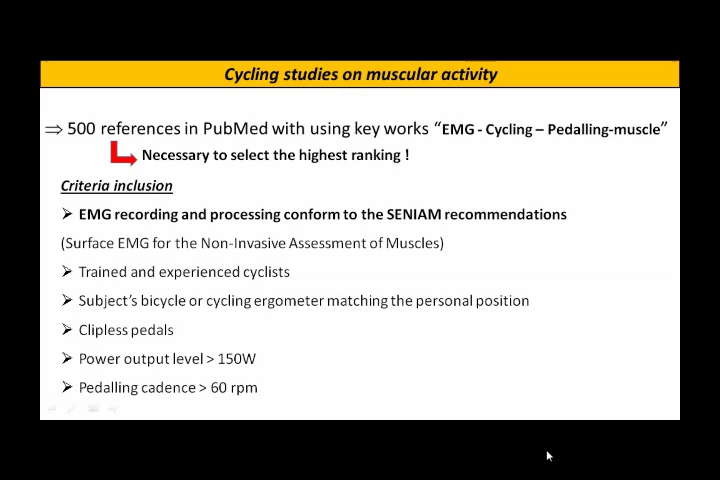 Cycling studies on muscular activity
⇒ 500 references in PubMed with using key works “EMG - Cycling – Pedalling-muscle”
Necessary to select the highest ranking !
Criteria inclusion
➢ EMG recording and processing conform to the SENIAM recommendations
(Surface EMG for the Non-Invasive Assessment of Muscles)
➢ Trained and experienced cyclists
➢ Subject’s bicycle or cycling ergometer matching the personal position
➢ Clipless pedals
➢ Power output level > 150W
➢ Pedalling cadence > 60 rpm